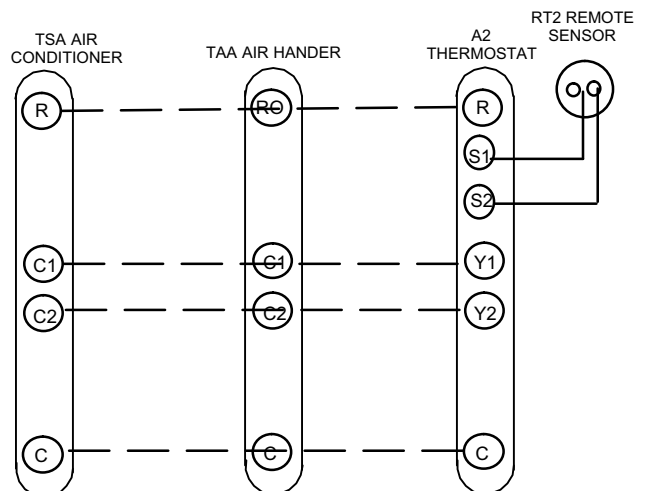 TSA AIR
CONDITIONER
TAA AIR HANDER
A2
THERMOSTAT
RT2 REMOTE
SENSOR
R
RO
R
S1
S2
C1
C1
Y1
C2
C2
Y2
C
C
C